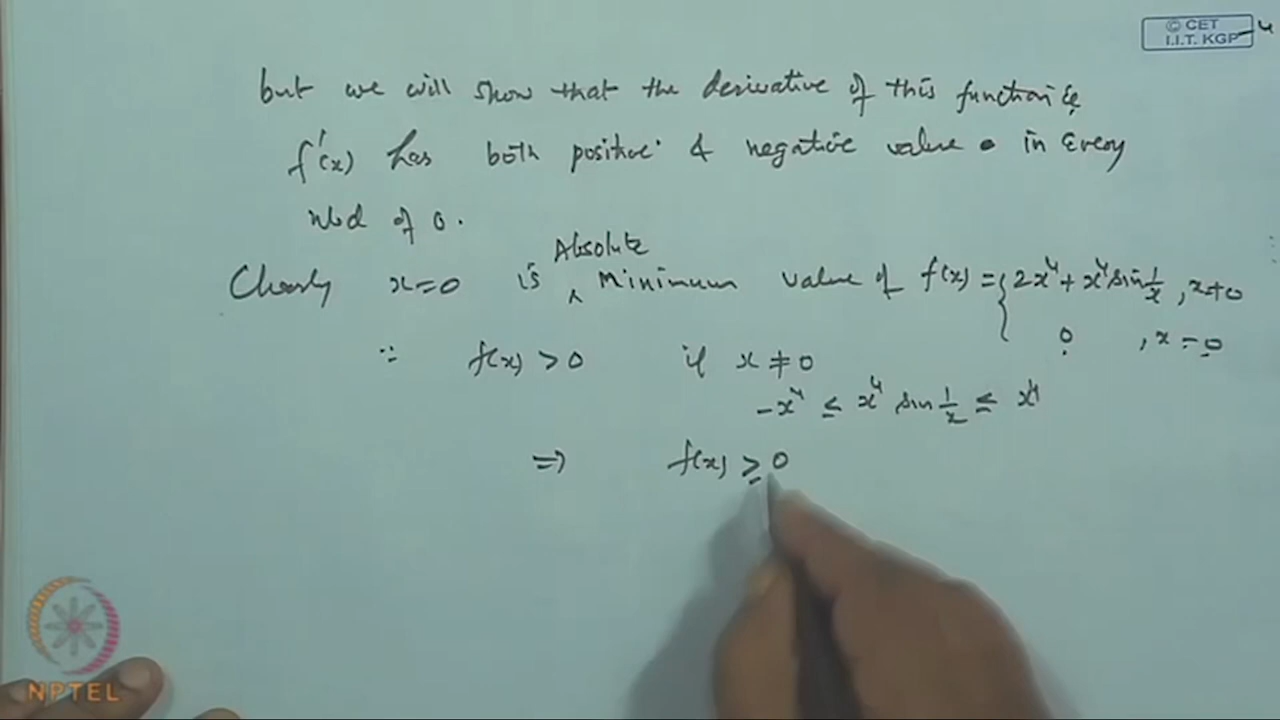 © CET
I.I.T. KGP
but we will show that the derivative of this function ie
f'(x) has both positive & negative value in Every
nbd of 0.
Clearly x=0 is Absolute Minimum value of f(x) = { 2x⁴ + x⁴ sin 1/x , x≠0
0 , x=0
∵ f(x) > 0 if x ≠ 0
-x⁴ ≤ x⁴ sin 1/x ≤ x⁴
⇒ f(x) ≥ 0
NPTEL